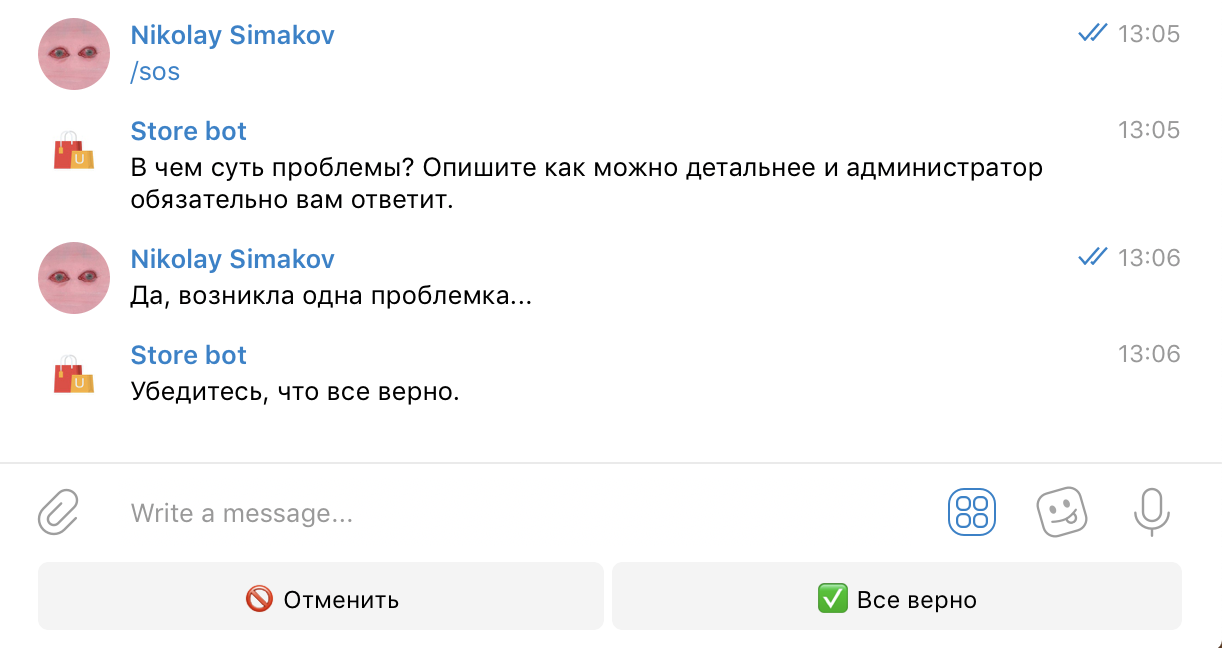 Nikolay Simakov 13:05
/sos
Store bot 13:05
В чем суть проблемы? Опишите как можно детальнее и администратор
обязательно вам ответит.
Nikolay Simakov 13:06
Да, возникла одна проблемка...
Store bot 13:06
Убедитесь, что все верно.
Write a message...
🚫 Отменить
✅ Все верно